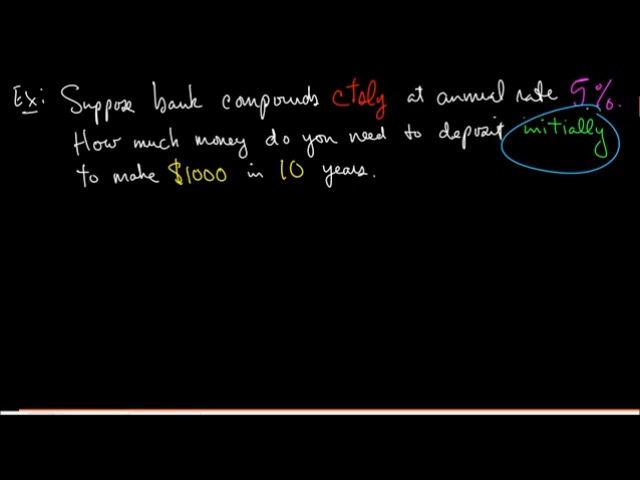 Ex: Suppose bank compounds ctsly at annual rate 5%.
How much money do you need to deposit initially
to make $1000 in 10 years.